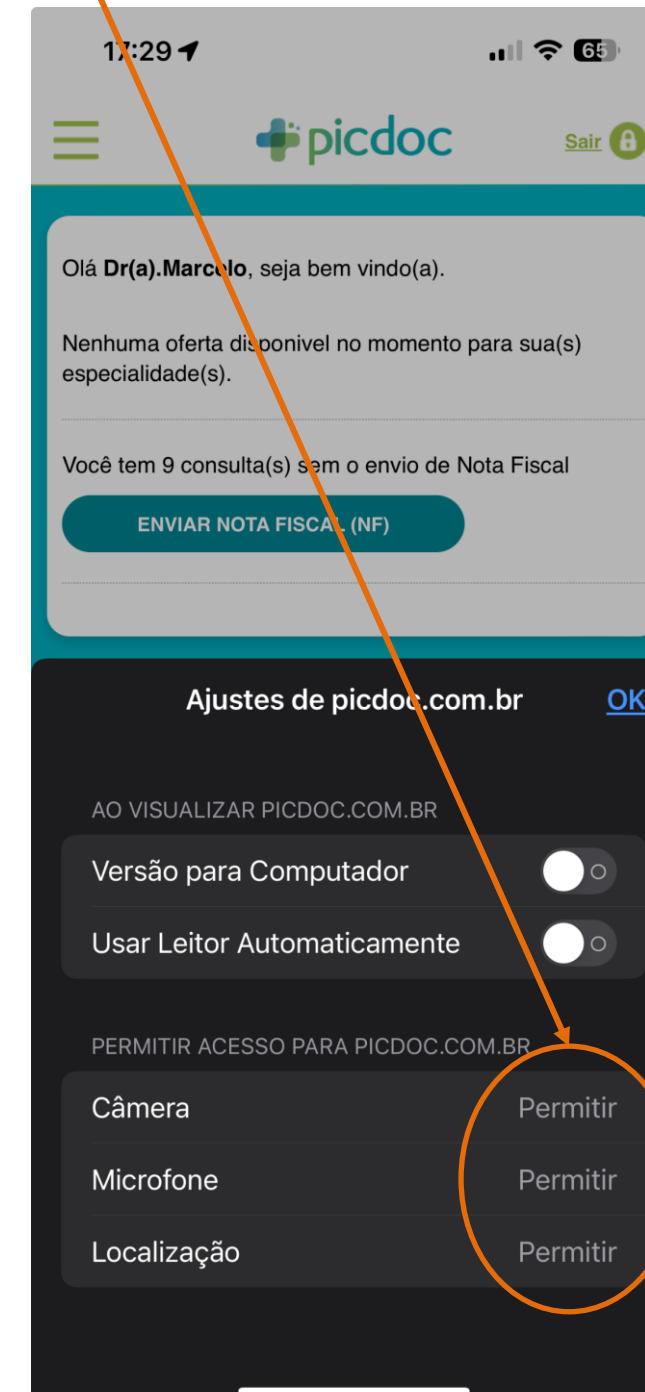 17:29
65
picdoc
Sair
Olá Dr(a).Marcelo, seja bem vindo(a).
Nenhuma oferta disponivel no momento para sua(s)
especialidade(s).
Você tem 9 consulta(s) sem o envio de Nota Fiscal
ENVIAR NOTA FISCAL (NF)
Ajustes de picdoc.com.br
OK
AO VISUALIZAR PICDOC.COM.BR
Versão para Computador
Usar Leitor Automaticamente
PERMITIR ACESSO PARA PICDOC.COM.BR
Câmera Permitir
Microfone Permitir
Localização Permitir